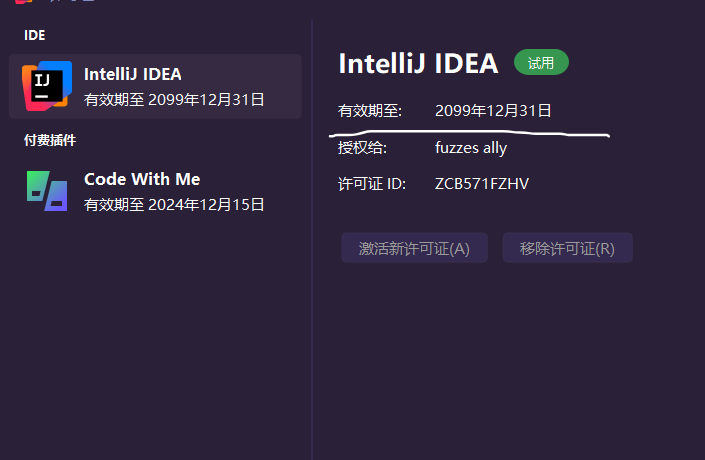 IDE
IntelliJ IDEA
有效期至 2099年12月31日
付费插件
Code With Me
有效期至 2024年12月15日
IntelliJ IDEA 试用
有效期至: 2099年12月31日
授权给: fuzzes ally
许可证 ID: ZCB571FZHV
激活新许可证(A) 移除许可证(R)